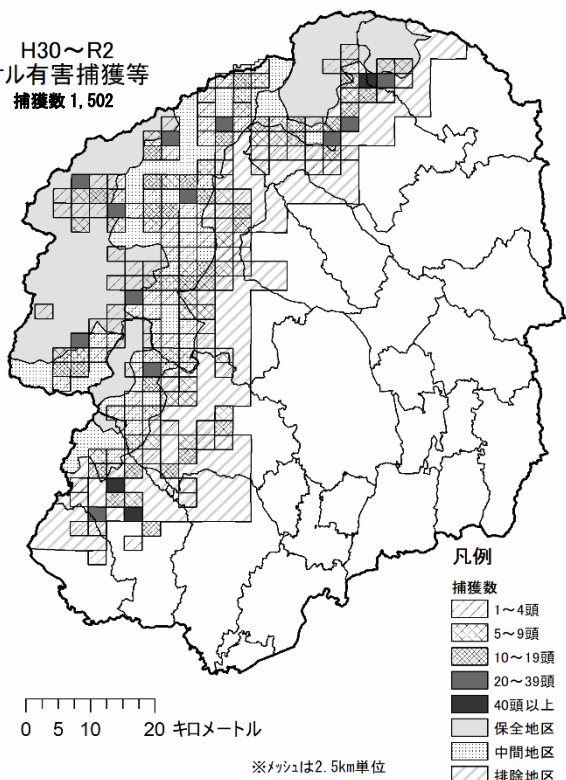 H30～R2
ル有害捕獲等
捕獲数 1,502
凡例
捕獲数
1～4頭
5～9頭
10～19頭
20～39頭
40頭以上
保全地区
中間地区
排除地区
0 5 10 20 キロメートル
※メッシュは2.5km単位